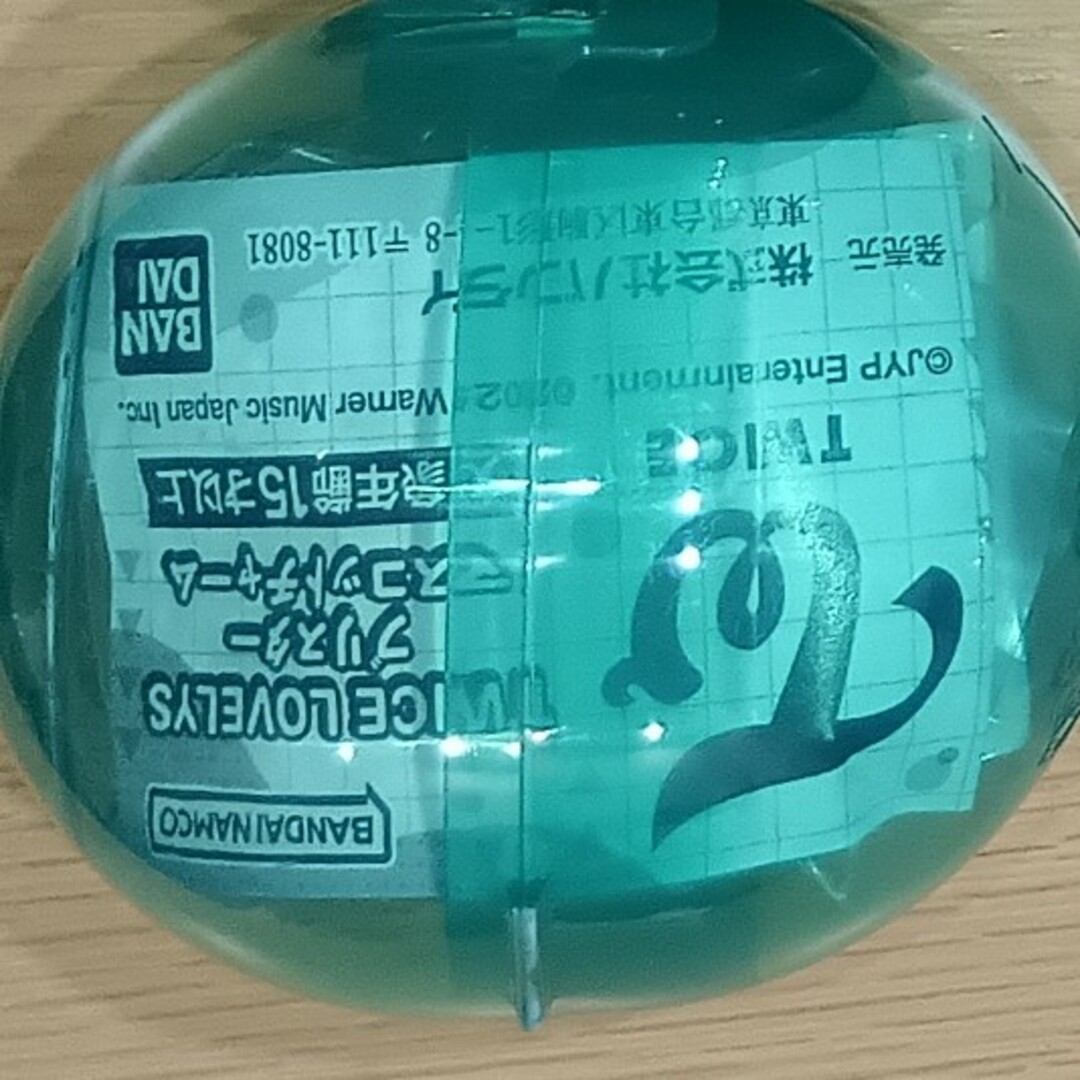 BANDAI NAMCO
TWICE LOVELYS
ブリスター
マスコットチャーム
対象年齢15才以上
TWICE
©JYP Entertainment.
Warner Music Japan Inc.
発売元
株式会社バンダイ
東京都台東区駒形1-
-8 〒111-8081
BAN
DAI